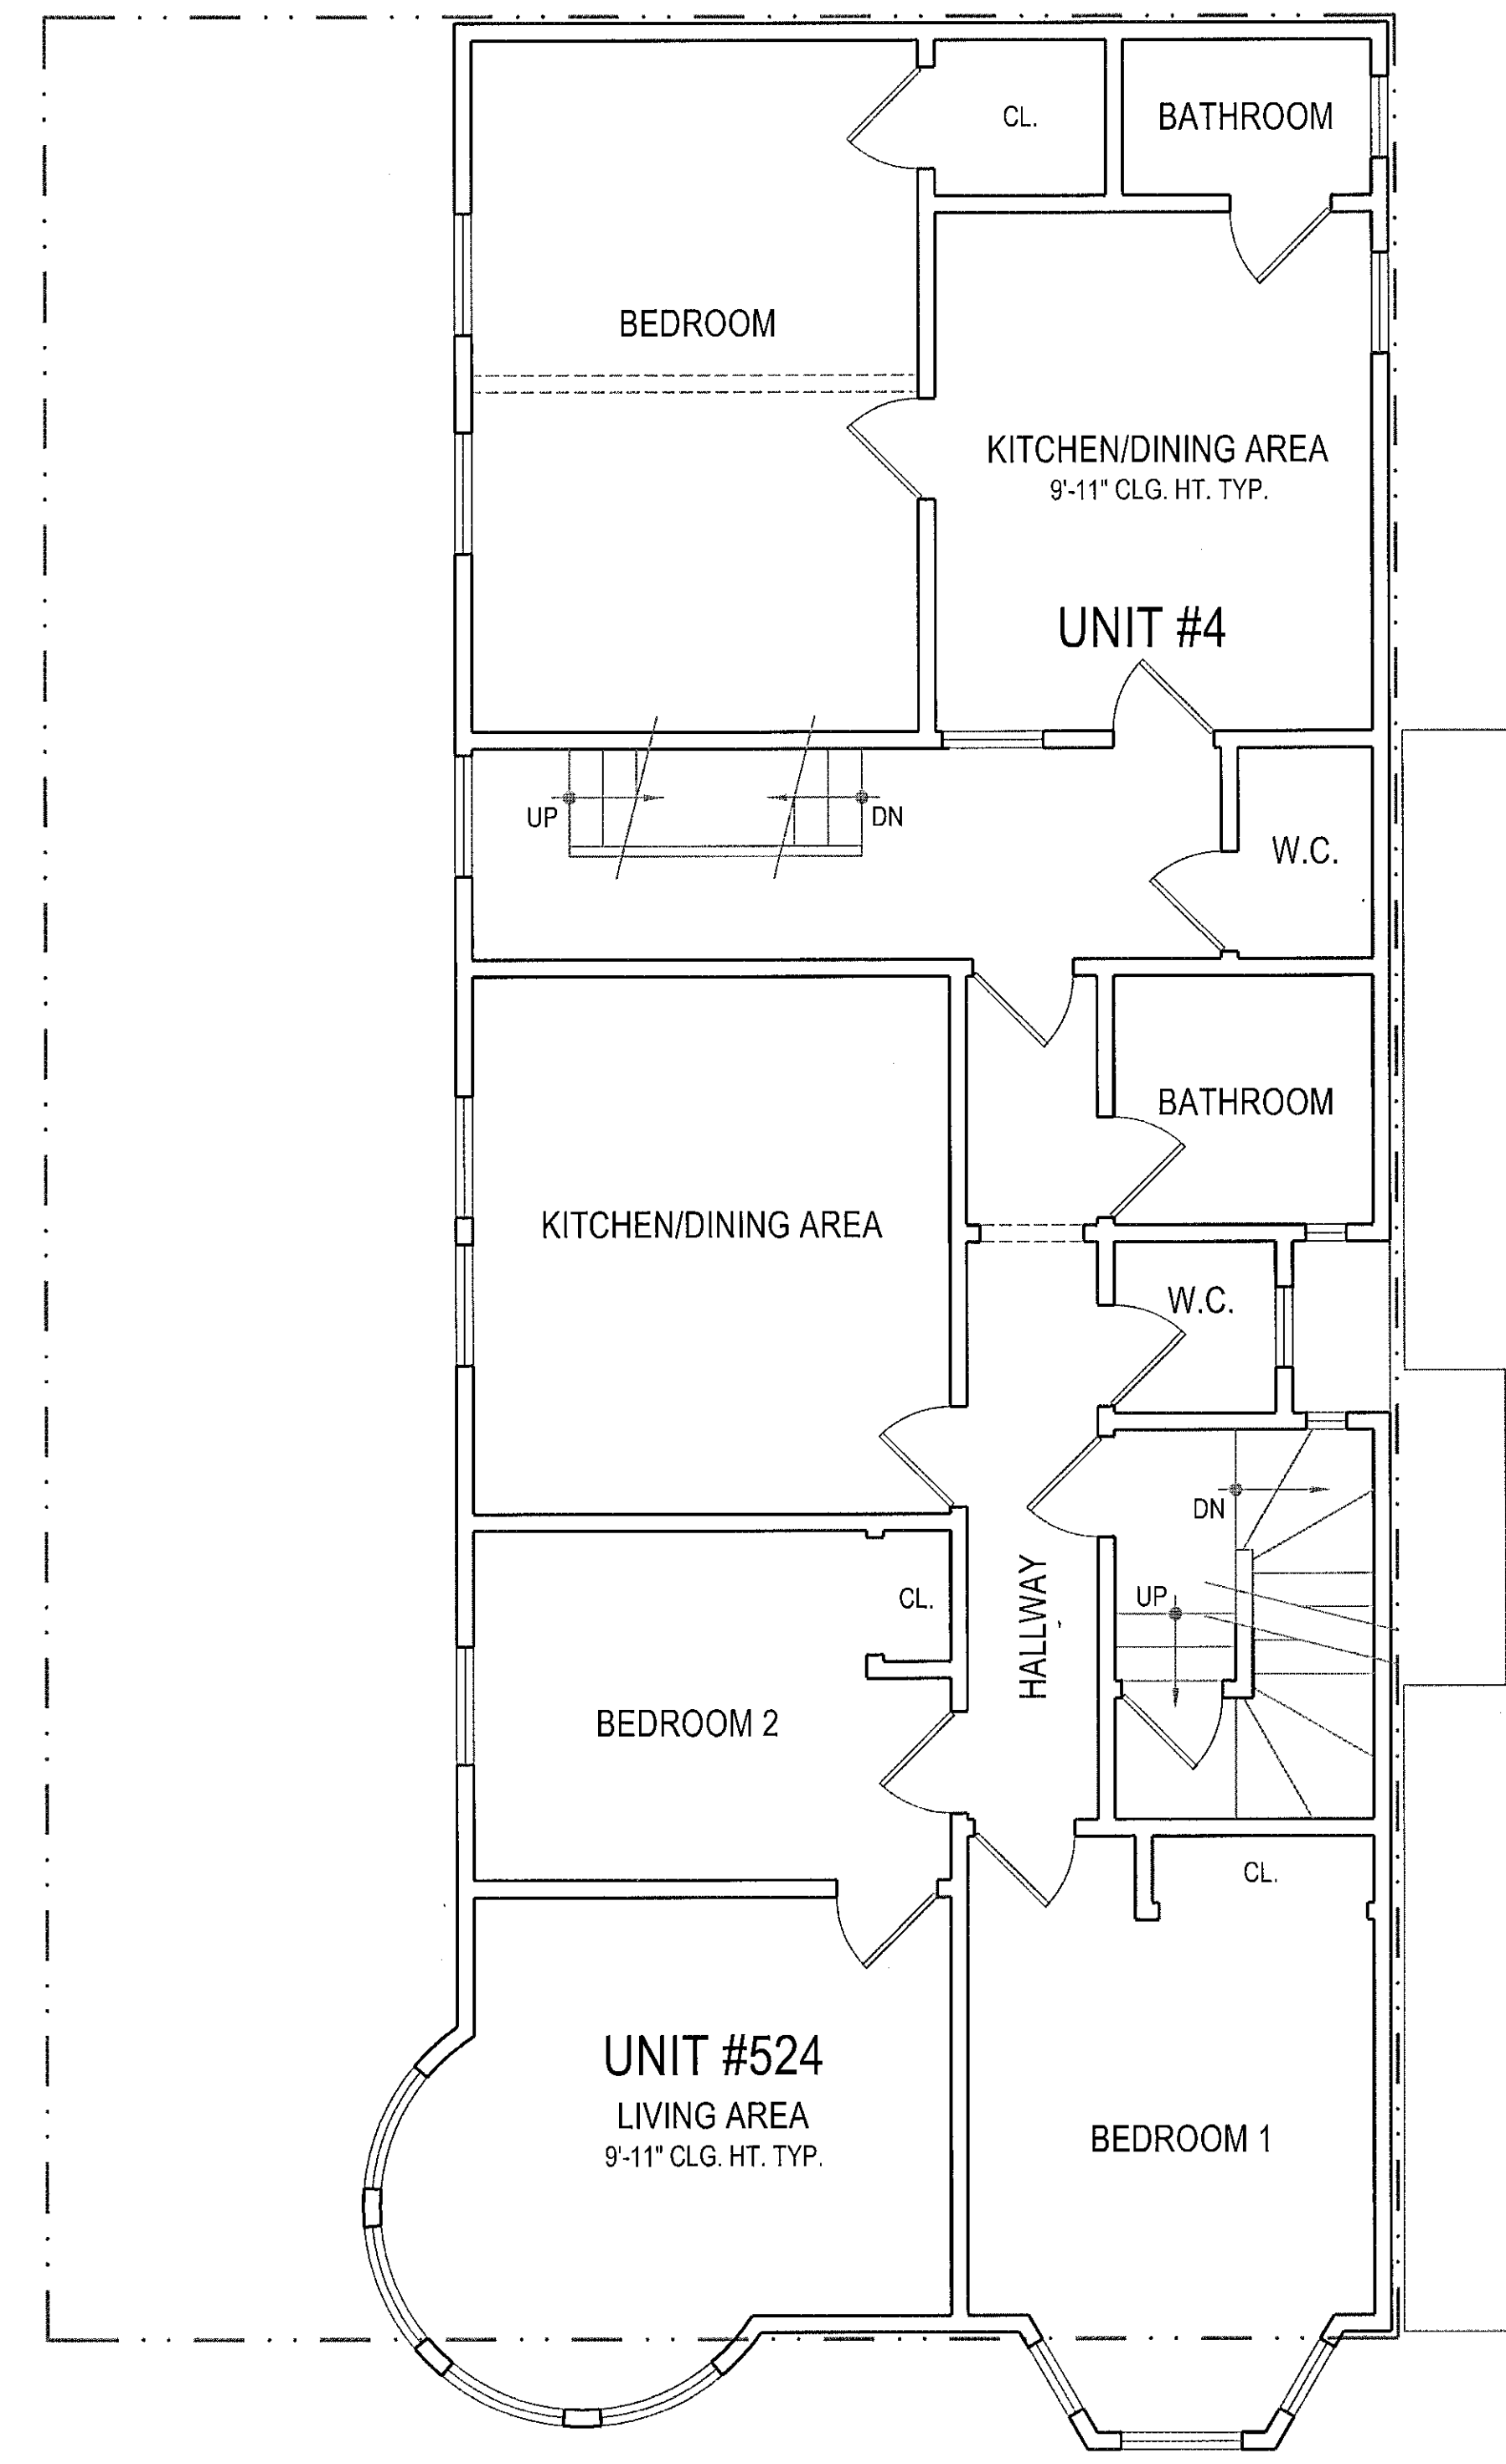 CL.
BATHROOM
BEDROOM
KITCHEN/DINING AREA
9'-11" CLG. HT. TYP.
UNIT #4
UP
DN
W.C.
BATHROOM
KITCHEN/DINING AREA
W.C.
DN
UP
HALLWAY
CL.
BEDROOM 2
CL.
UNIT #524
LIVING AREA
9'-11" CLG. HT. TYP.
BEDROOM 1